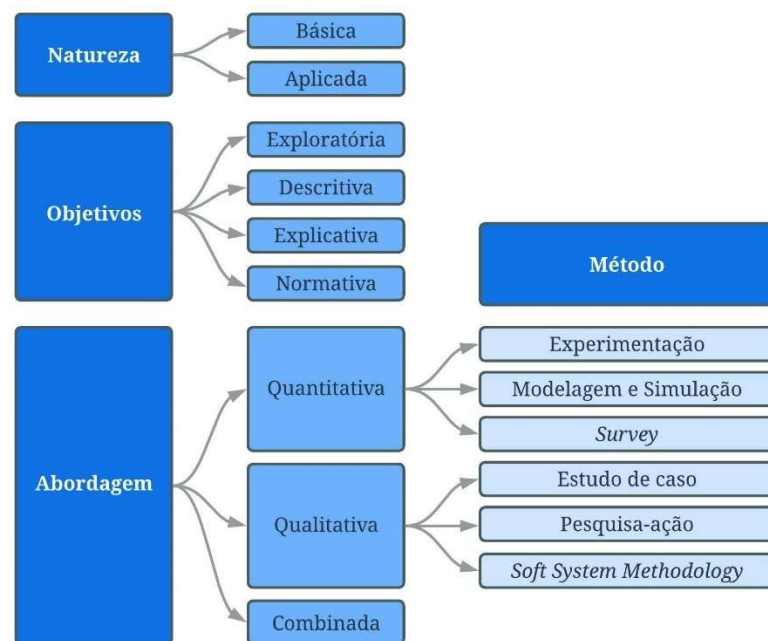 Natureza
Básica
Aplicada
Objetivos
Exploratória
Descritiva
Explicativa
Normativa
Método
Abordagem
Quantitativa
Experimentação
Modelagem e Simulação
Survey
Qualitativa
Estudo de caso
Pesquisa-ação
Soft System Methodology
Combinada